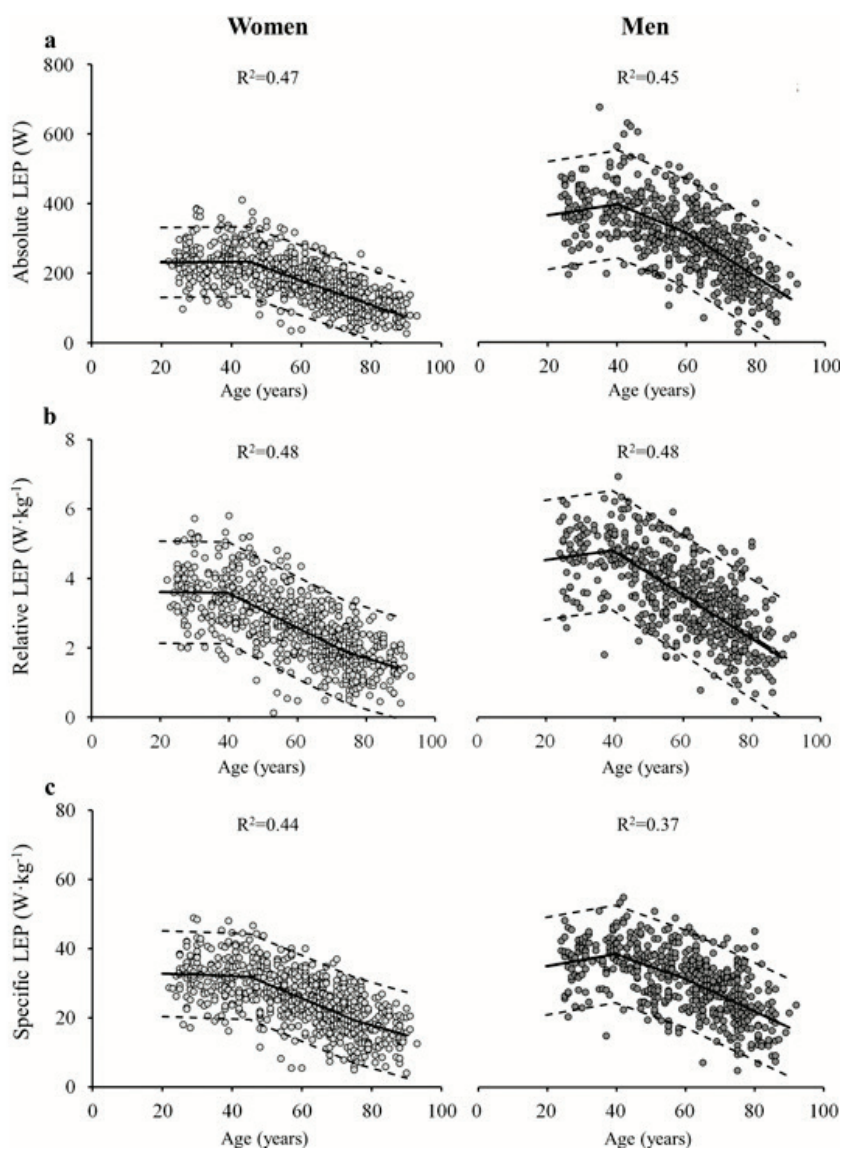 Women Men
a
R²=0.47 R²=0.45
Absolute LEP (W)
800
600
400
200
0
0 20 40 60 80 100 0 20 40 60 80 100
Age (years) Age (years)
b
R²=0.48 R²=0.48
Relative LEP (W·kg⁻¹)
8
6
4
2
0
0 20 40 60 80 100 0 20 40 60 80 100
Age (years) Age (years)
c
R²=0.44 R²=0.37
Specific LEP (W·kg⁻¹)
80
60
40
20
0
0 20 40 60 80 100 0 20 40 60 80 100
Age (years) Age (years)